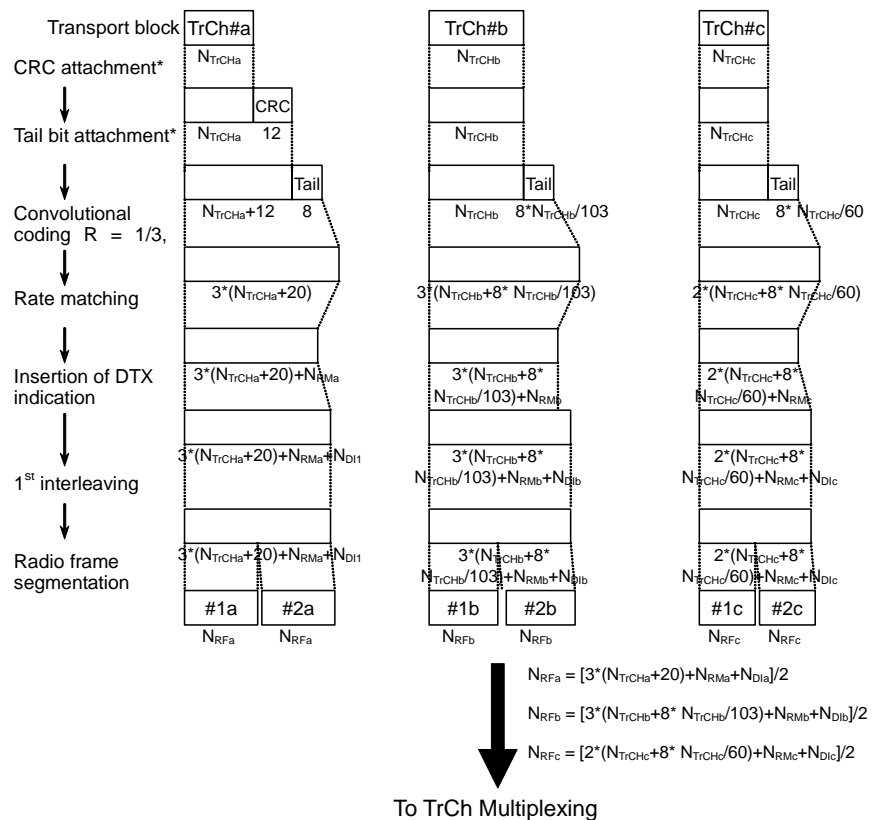 Transport block TrCh#a TrCh#b TrCh#c
CRC attachment* NTrCHa NTrCHb NTrCHc
CRC
Tail bit attachment* NTrCHa 12 NTrCHb NTrCHc
Tail Tail Tail
Convolutional coding R = 1/3, NTrCHa+12 8 NTrCHb 8*NTrCHb/103 NTrCHc 8* NTrCHc/60
Rate matching 3*(NTrCHa+20) 3*(NTrCHb+8* NTrCHb/103) 2*(NTrCHc+8* NTrCHc/60)
Insertion of DTX 3*(NTrCHa+20)+NRMa 3*(NTrCHb+8* 2*(NTrCHc+8*
indication NTrCHb/103)+NRMb NTrCHc/60)+NRMc
3*(NTrCHa+20)+NRMa+NDI1 3*(NTrCHb+8* 2*(NTrCHc+8*
1st interleaving NTrCHb/103)+NRMb+NDIb NTrCHc/60)+NRMc+NDIc
Radio frame 3*(NTrCHa+20)+NRMa+NDI1 3*(NTrCHb+8* 2*(NTrCHc+8*
segmentation NTrCHb/103)+NRMb+NDIb NTrCHc/60)+NRMc+NDIc
#1a #2a #1b #2b #1c #2c
NRFa NRFa NRFb NRFb NRFc NRFc
NRFa = [3*(NTrCHa+20)+NRMa+NDIa]/2
NRFb = [3*(NTrCHb+8* NTrCHb/103)+NRMb+NDIb]/2
NRFc = [2*(NTrCHc+8* NTrCHc/60)+NRMc+NDIc]/2
To TrCh Multiplexing